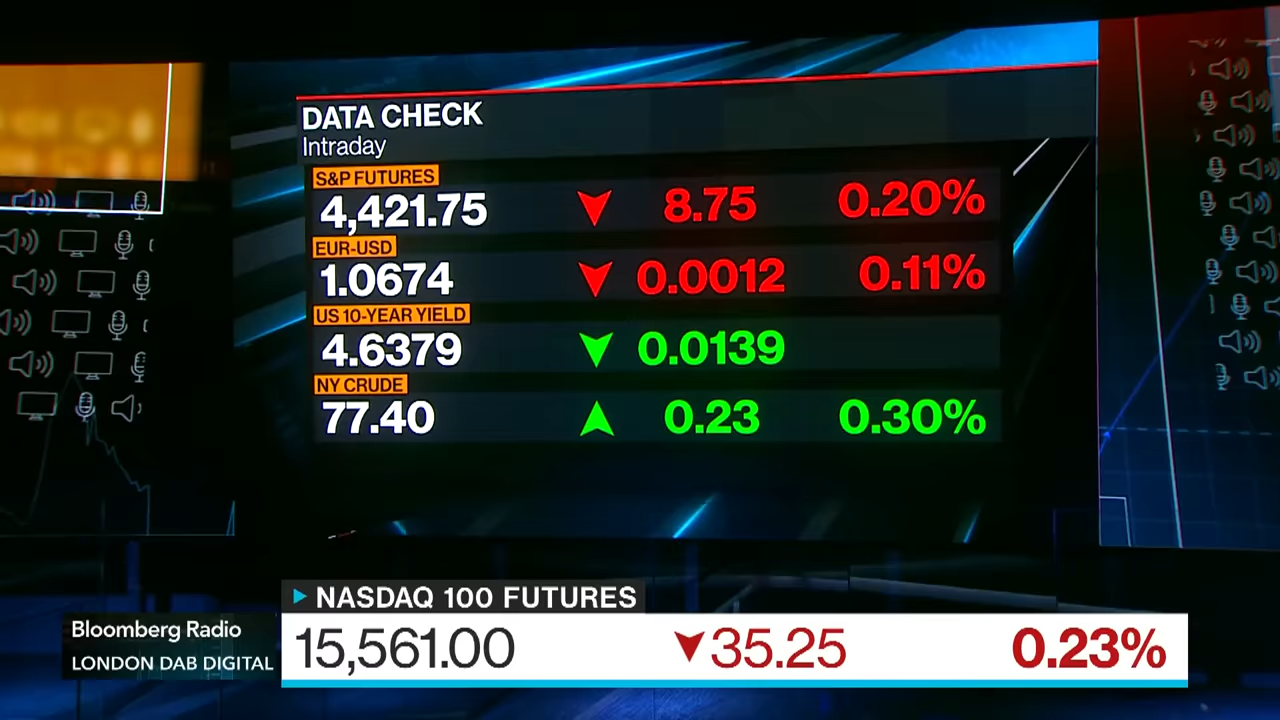 DATA CHECK
Intraday
S&P FUTURES
4,421.75 8.75 0.20%
EUR-USD
1.0674 0.0012 0.11%
US 10-YEAR YIELD
4.6379 0.0139
NY CRUDE
77.40 0.23 0.30%
NASDAQ 100 FUTURES
15,561.00 35.25 0.23%
Bloomberg Radio
LONDON DAB DIGITAL